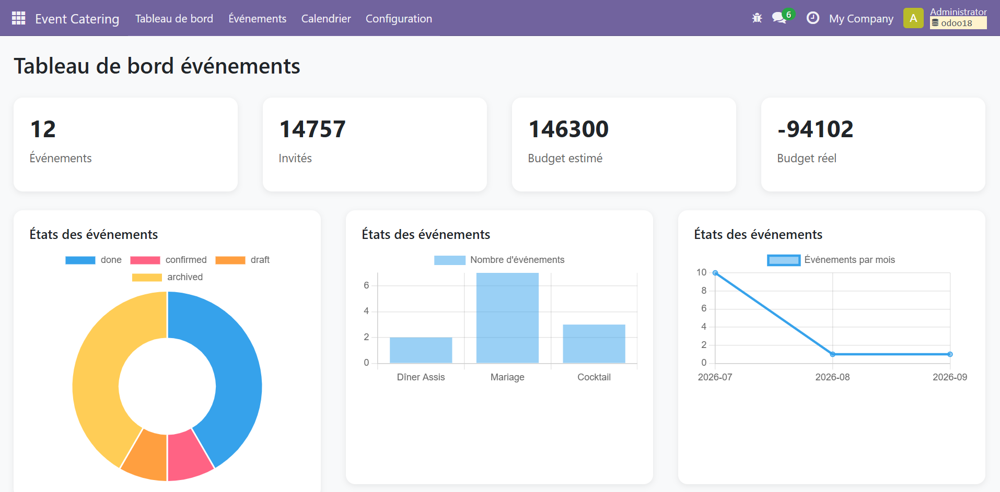 Event Catering Tableau de bord Événements Calendrier Configuration 6 My Company A Administrator
odoo18
Tableau de bord événements
12
Événements
14757
Invités
146300
Budget estimé
-94102
Budget réel
États des événements
done confirmed draft
archived
États des événements
Nombre d'événements
6
4
2
0
Dîner Assis Mariage Cocktail
États des événements
Événements par mois
10
8
6
4
2
0
2026-07 2026-08 2026-09